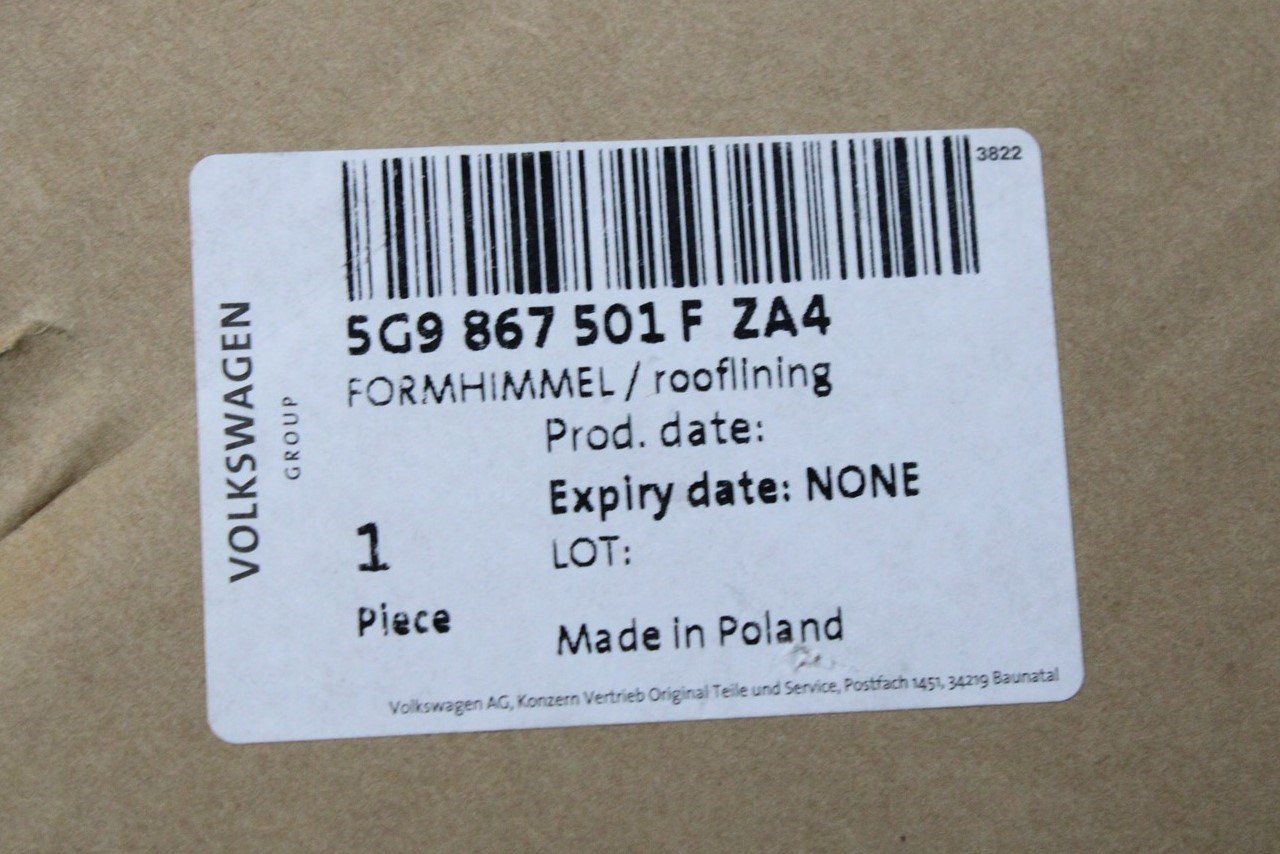 3822
5G9 867 501 F ZA4
FORMHIMMEL / rooflining
Prod. date:
Expiry date: NONE
1
LOT:
Piece
Made in Poland
Volkswagen AG, Konzern Vertrieb Original Teile und Service, Postfach 1451, 34219 Baunatal
VOLKSWAGEN
GROUP